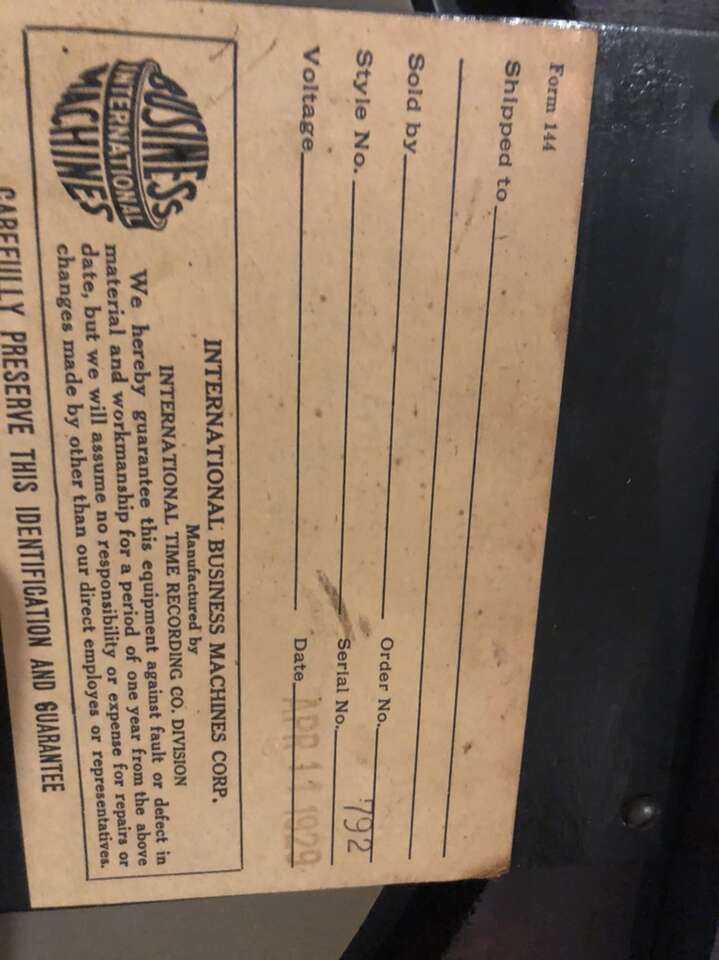 Form 144
Shipped to
Sold by Order No.
Style No. Serial No. 792
Voltage Date APR 11 1929
BUSINESS
INTERNATIONAL
MACHINES
INTERNATIONAL BUSINESS MACHINES CORP.
Manufactured by
INTERNATIONAL TIME RECORDING CO. DIVISION
We hereby guarantee this equipment against fault or defect in
material and workmanship for a period of one year from the above
date, but we will assume no responsibility or expense for repairs or
changes made by other than our direct employes or representatives.
CAREFULLY PRESERVE THIS IDENTIFICATION AND GUARANTEE